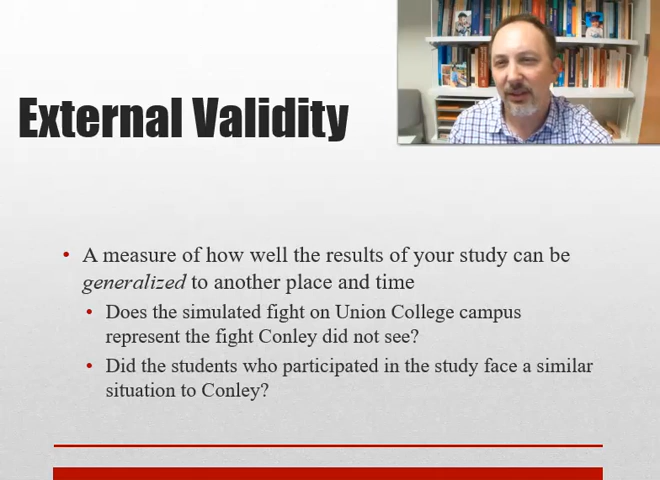 External Validity
• A measure of how well the results of your study can be
generalized to another place and time
• Does the simulated fight on Union College campus
represent the fight Conley did not see?
• Did the students who participated in the study face a similar
situation to Conley?